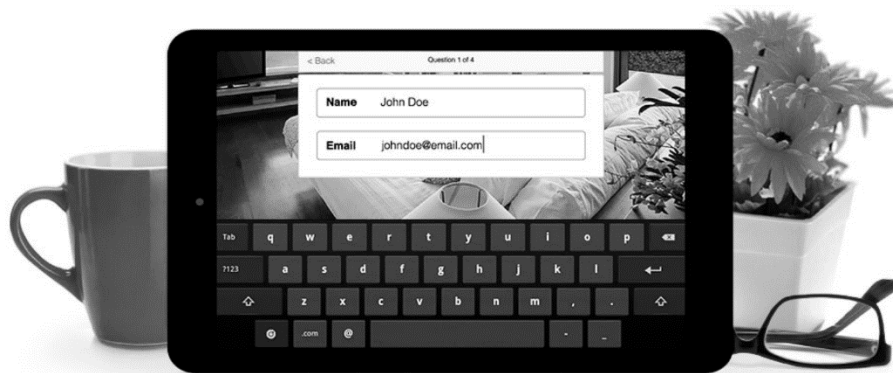 < Back Question 1 of 4
Name John Doe
Email johndoe@email.com
Tab q w e r t y u i o p
?123 a s d f g h j k l
z x c v b n m , .
.com @ - _